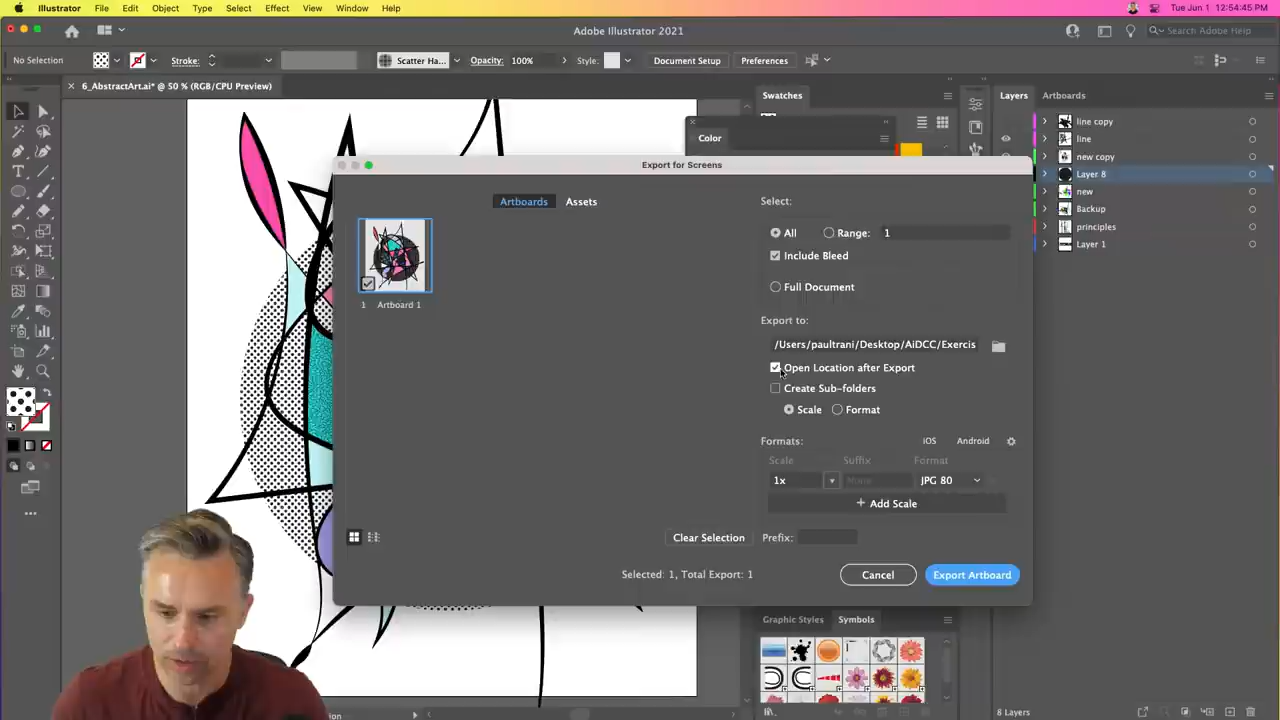 Illustrator File Edit Object Type Select Effect View Window Help Tue Jun 1 12:54:45 PM
Adobe Illustrator 2021
Search Adobe Help
No Selection Stroke: Scatter Ha... Opacity: 100% Style: Document Setup Preferences
6_AbstractArt.ai* @ 50 % (RGB/CPU Preview)
Swatches
Layers Artboards
Color
line copy
line
new copy
Layer 8
new
Backup
principles
Layer 1
Export for Screens
Artboards Assets
1 Artboard 1
Select:
All Range: 1
Include Bleed
Full Document
Export to:
/Users/paultrani/Desktop/AiDCC/Exercis
Open Location after Export
Create Sub-folders
Scale Format
Formats: iOS Android
Scale Suffix Format
1x None JPG 80
+ Add Scale
Clear Selection Prefix:
Selected: 1, Total Export: 1 Cancel Export Artboard
Graphic Styles Symbols
8 Layers